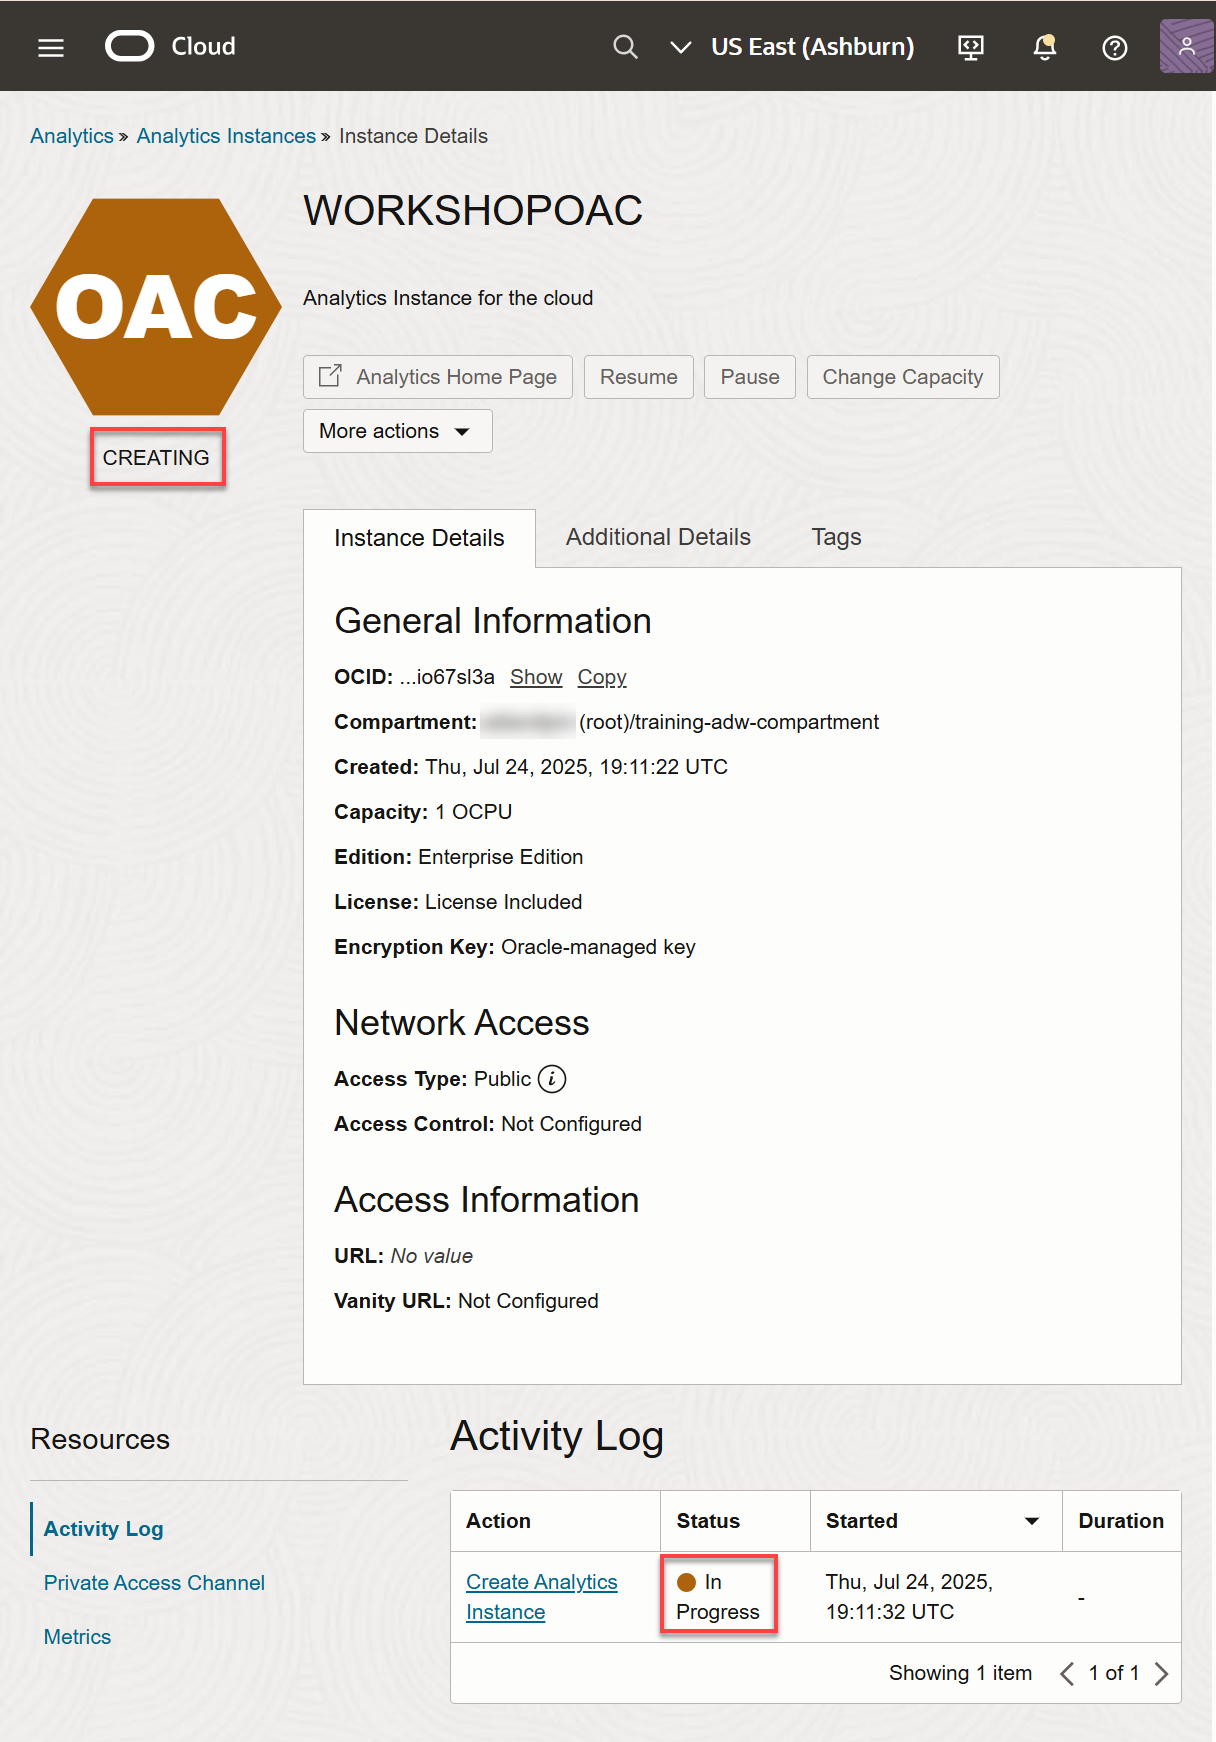 Cloud
US East (Ashburn)
Analytics » Analytics Instances » Instance Details
OAC
CREATING
WORKSHOPOAC
Analytics Instance for the cloud
Analytics Home Page
Resume
Pause
Change Capacity
More actions
Instance Details
Additional Details
Tags
General Information
OCID: ...io67sl3a Show Copy
Compartment: (root)/training-adw-compartment
Created: Thu, Jul 24, 2025, 19:11:22 UTC
Capacity: 1 OCPU
Edition: Enterprise Edition
License: License Included
Encryption Key: Oracle-managed key
Network Access
Access Type: Public
Access Control: Not Configured
Access Information
URL: No value
Vanity URL: Not Configured
Resources
Activity Log
Private Access Channel
Metrics
Activity Log
Action Status Started Duration
Create Analytics
Instance
In
Progress
Thu, Jul 24, 2025,
19:11:32 UTC
-
Showing 1 item
1 of 1